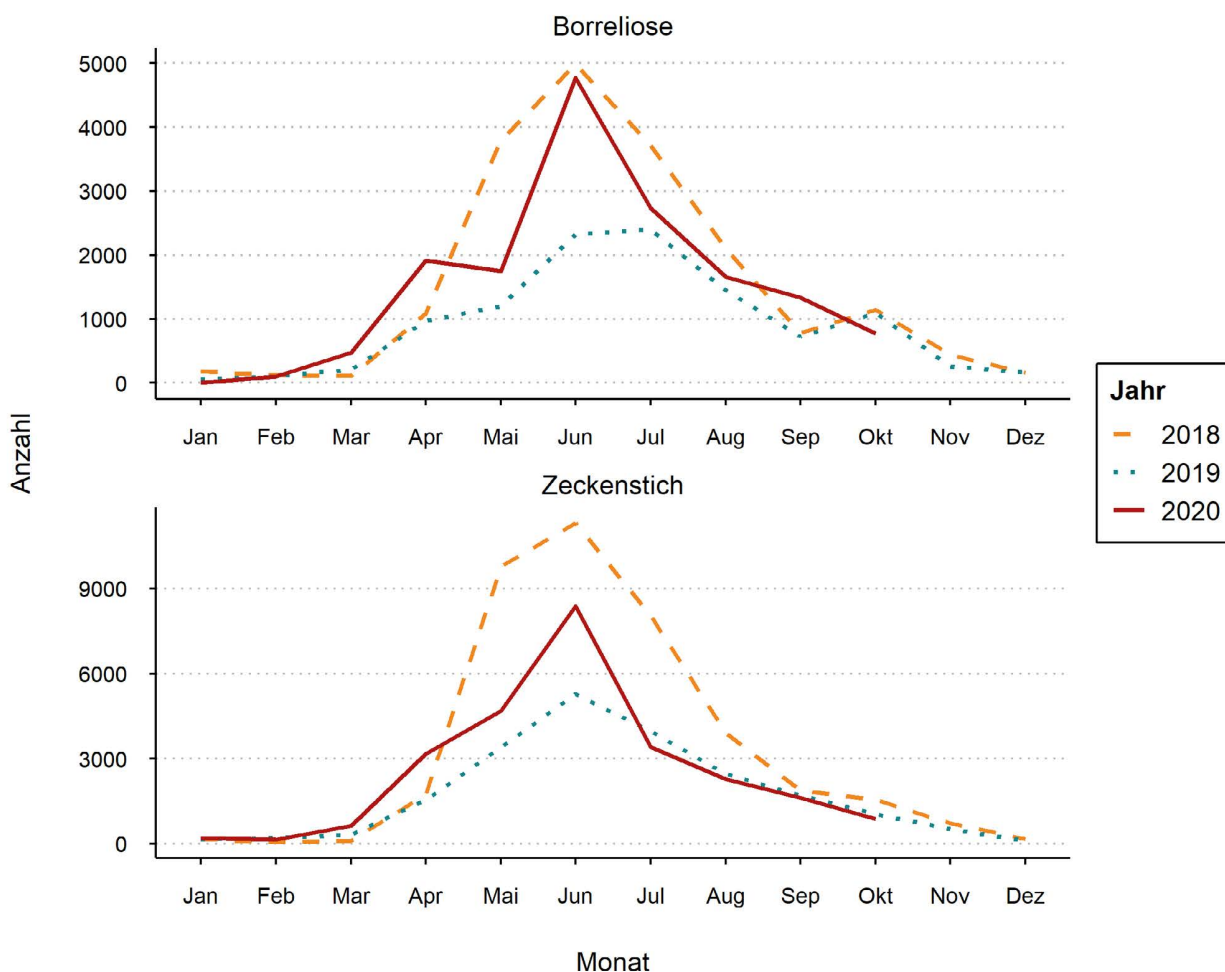 Borreliose
5000
4000
3000
2000
1000
0
Jan Feb Mar Apr Mai Jun Jul Aug Sep Okt Nov Dez
Anzahl
Jahr
2018
2019
2020
Zeckenstich
9000
6000
3000
0
Jan Feb Mar Apr Mai Jun Jul Aug Sep Okt Nov Dez
Monat